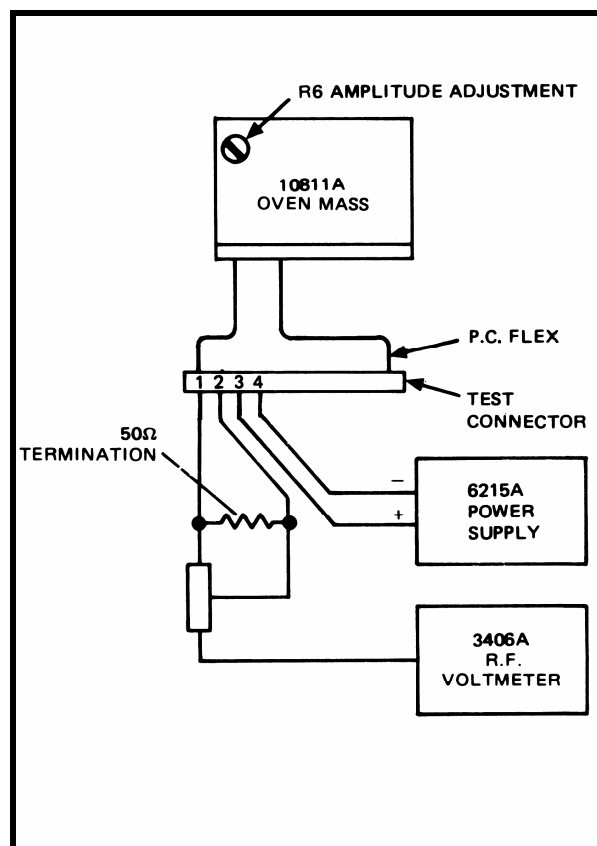 R6 AMPLITUDE ADJUSTMENT
10811A
OVEN MASS
P.C. FLEX
1 2 3 4
TEST
CONNECTOR
50Ω
TERMINATION
−
+
6215A
POWER
SUPPLY
3406A
R.F.
VOLTMETER